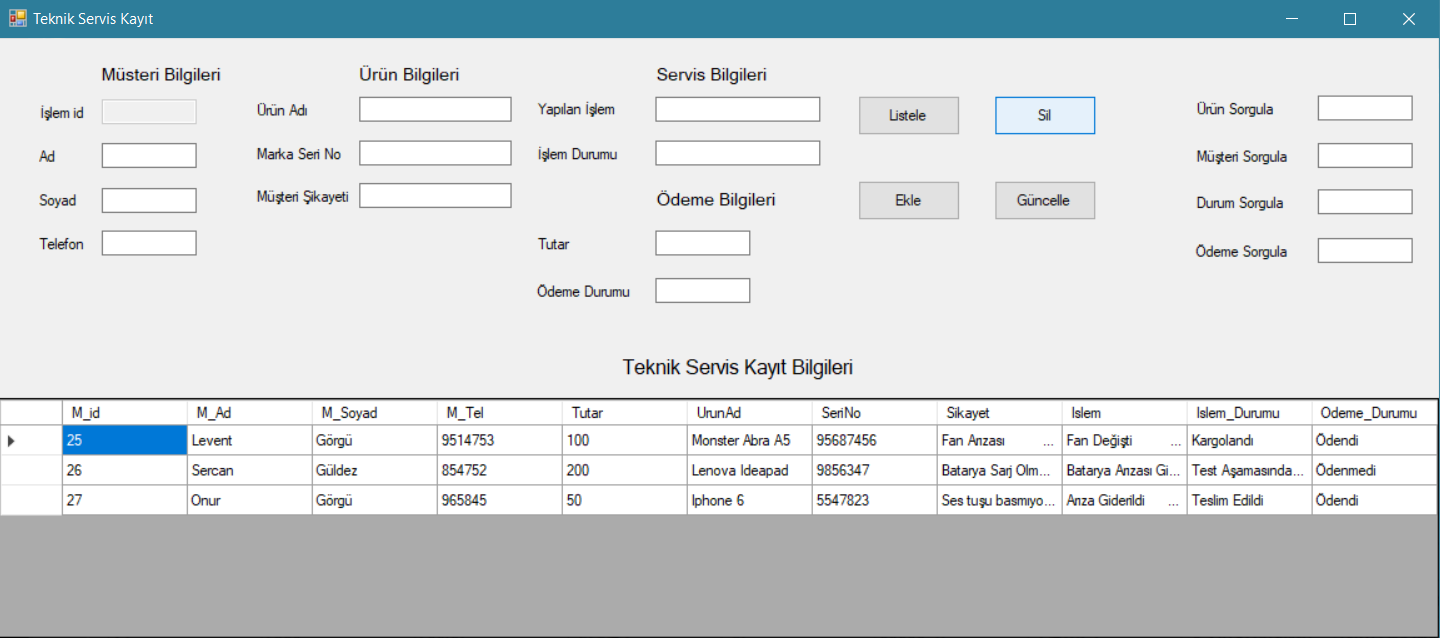 Teknik Servis Kayıt
Müsteri Bilgileri
İşlem id
Ad
Soyad
Telefon
Ürün Bilgileri
Ürün Adı
Marka Seri No
Müşteri Şikayeti
Servis Bilgileri
Yapılan İşlem
İşlem Durumu
Ödeme Bilgileri
Tutar
Ödeme Durumu
Listele Sil
Ekle Güncelle
Ürün Sorgula
Müşteri Sorgula
Durum Sorgula
Ödeme Sorgula
Teknik Servis Kayıt Bilgileri
M_id M_Ad M_Soyad M_Tel Tutar UrunAd SeriNo Sikayet Islem Islem_Durumu Odeme_Durumu
25 Levent Görgü 9514753 100 Monster Abra A5 95687456 Fan Arızası ... Fan Değişti ... Kargolandı Ödendi
26 Sercan Güldez 854752 200 Lenova Ideapad 9856347 Batarya Sarj Olm... Batarya Arızası Gi... Test Aşamasında... Ödenmedi
27 Onur Görgü 965845 50 Iphone 6 5547823 Ses tuşu basmıyo... Arıza Giderildi ... Teslim Edildi Ödendi